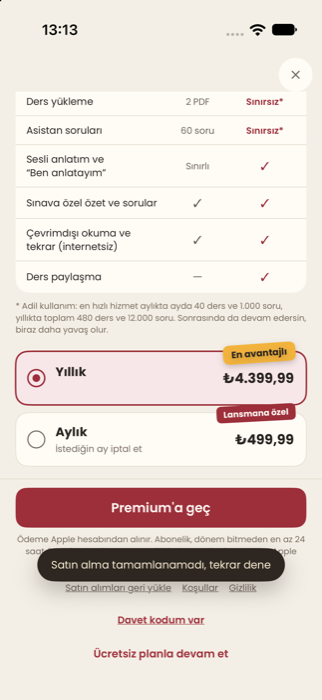 13:13
Ders yükleme 2 PDF Sınırsız*
Asistan soruları 60 soru Sınırsız*
Sesli anlatım ve
"Ben anlatayım" Sınırlı ✓
Sınava özel özet ve sorular ✓ ✓
Çevrimdışı okuma ve
tekrar (internetsiz) ✓ ✓
Ders paylaşma — ✓
* Adil kullanım: en hızlı hizmet aylıkta ayda 40 ders ve 1.000 soru,
yıllıkta toplam 480 ders ve 12.000 soru. Sonrasında da devam edersin,
biraz daha yavaş olur.
En avantajlı
Yıllık ₺4.399,99
Lansmana özel
Aylık ₺499,99
İstediğin ay iptal et
Premium'a geç
Ödeme Apple hesabından alınır. Abonelik, dönem bitmeden en az 24
Satın alma tamamlanamadı, tekrar dene
Satın alımları geri yükle Koşullar Gizlilik
Davet kodum var
Ücretsiz planla devam et